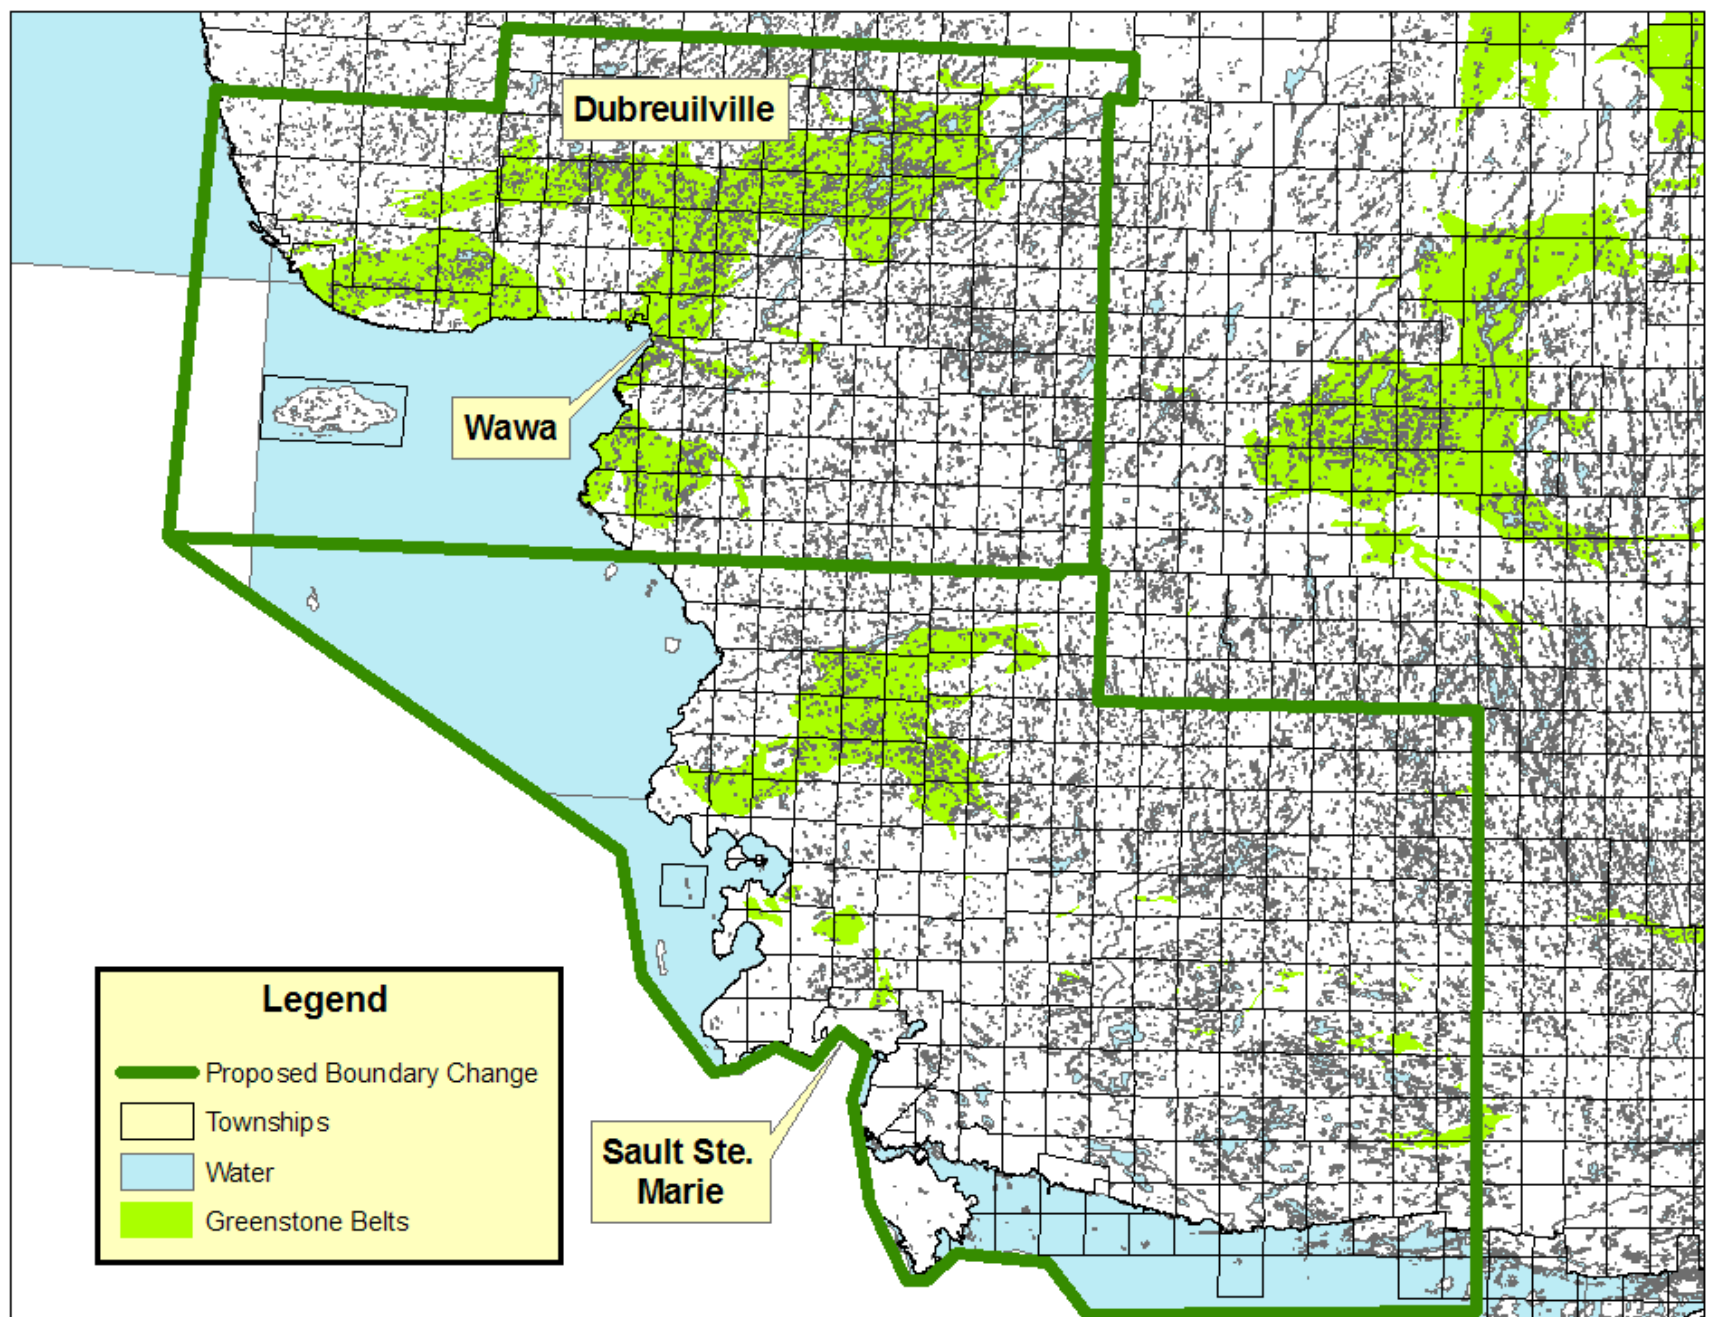 Dubreuilville
Wawa
Legend
Proposed Boundary Change
Townships
Water
Greenstone Belts
Sault Ste.
Marie